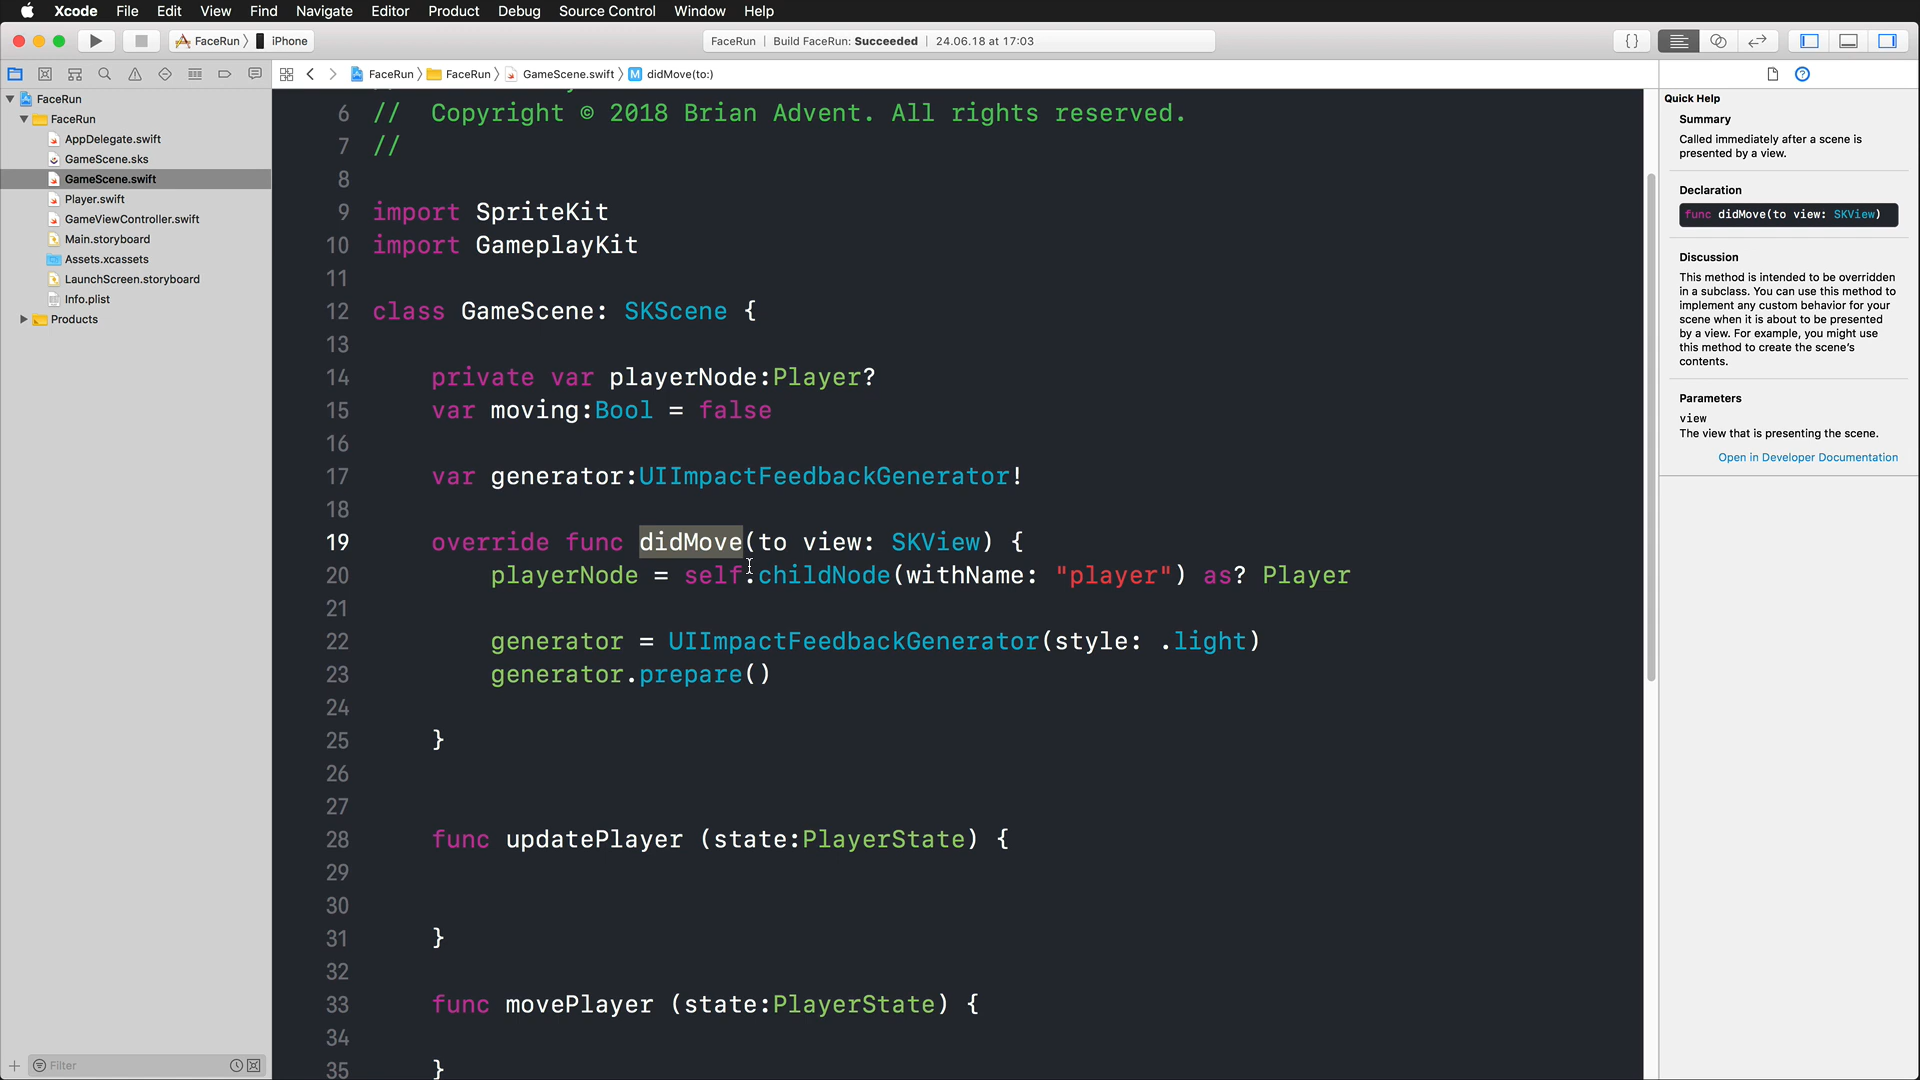 Xcode File Edit View Find Navigate Editor Product Debug Source Control Window Help
FaceRun iPhone
FaceRun | Build FaceRun: Succeeded | 24.06.18 at 17:03
{}
FaceRun FaceRun GameScene.swift M didMove(to:)
FaceRun
FaceRun
AppDelegate.swift
GameScene.sks
GameScene.swift
Player.swift
GameViewController.swift
Main.storyboard
Assets.xcassets
LaunchScreen.storyboard
Info.plist
Products
Filter
6 // Copyright © 2018 Brian Advent. All rights reserved.
7 //
8
9 import SpriteKit
10 import GameplayKit
11
12 class GameScene: SKScene {
13
14 private var playerNode:Player?
15 var moving:Bool = false
16
17 var generator:UIImpactFeedbackGenerator!
18
19 override func didMove(to view: SKView) {
20 playerNode = self.childNode(withName: "player") as? Player
21
22 generator = UIImpactFeedbackGenerator(style: .light)
23 generator.prepare()
24
25 }
26
27
28 func updatePlayer (state:PlayerState) {
29
30
31 }
32
33 func movePlayer (state:PlayerState) {
34
35 }
Quick Help
Summary
Called immediately after a scene is
presented by a view.
Declaration
func didMove(to view: SKView)
Discussion
This method is intended to be overridden
in a subclass. You can use this method to
implement any custom behavior for your
scene when it is about to be presented
by a view. For example, you might use
this method to create the scene's
contents.
Parameters
view
The view that is presenting the scene.
Open in Developer Documentation